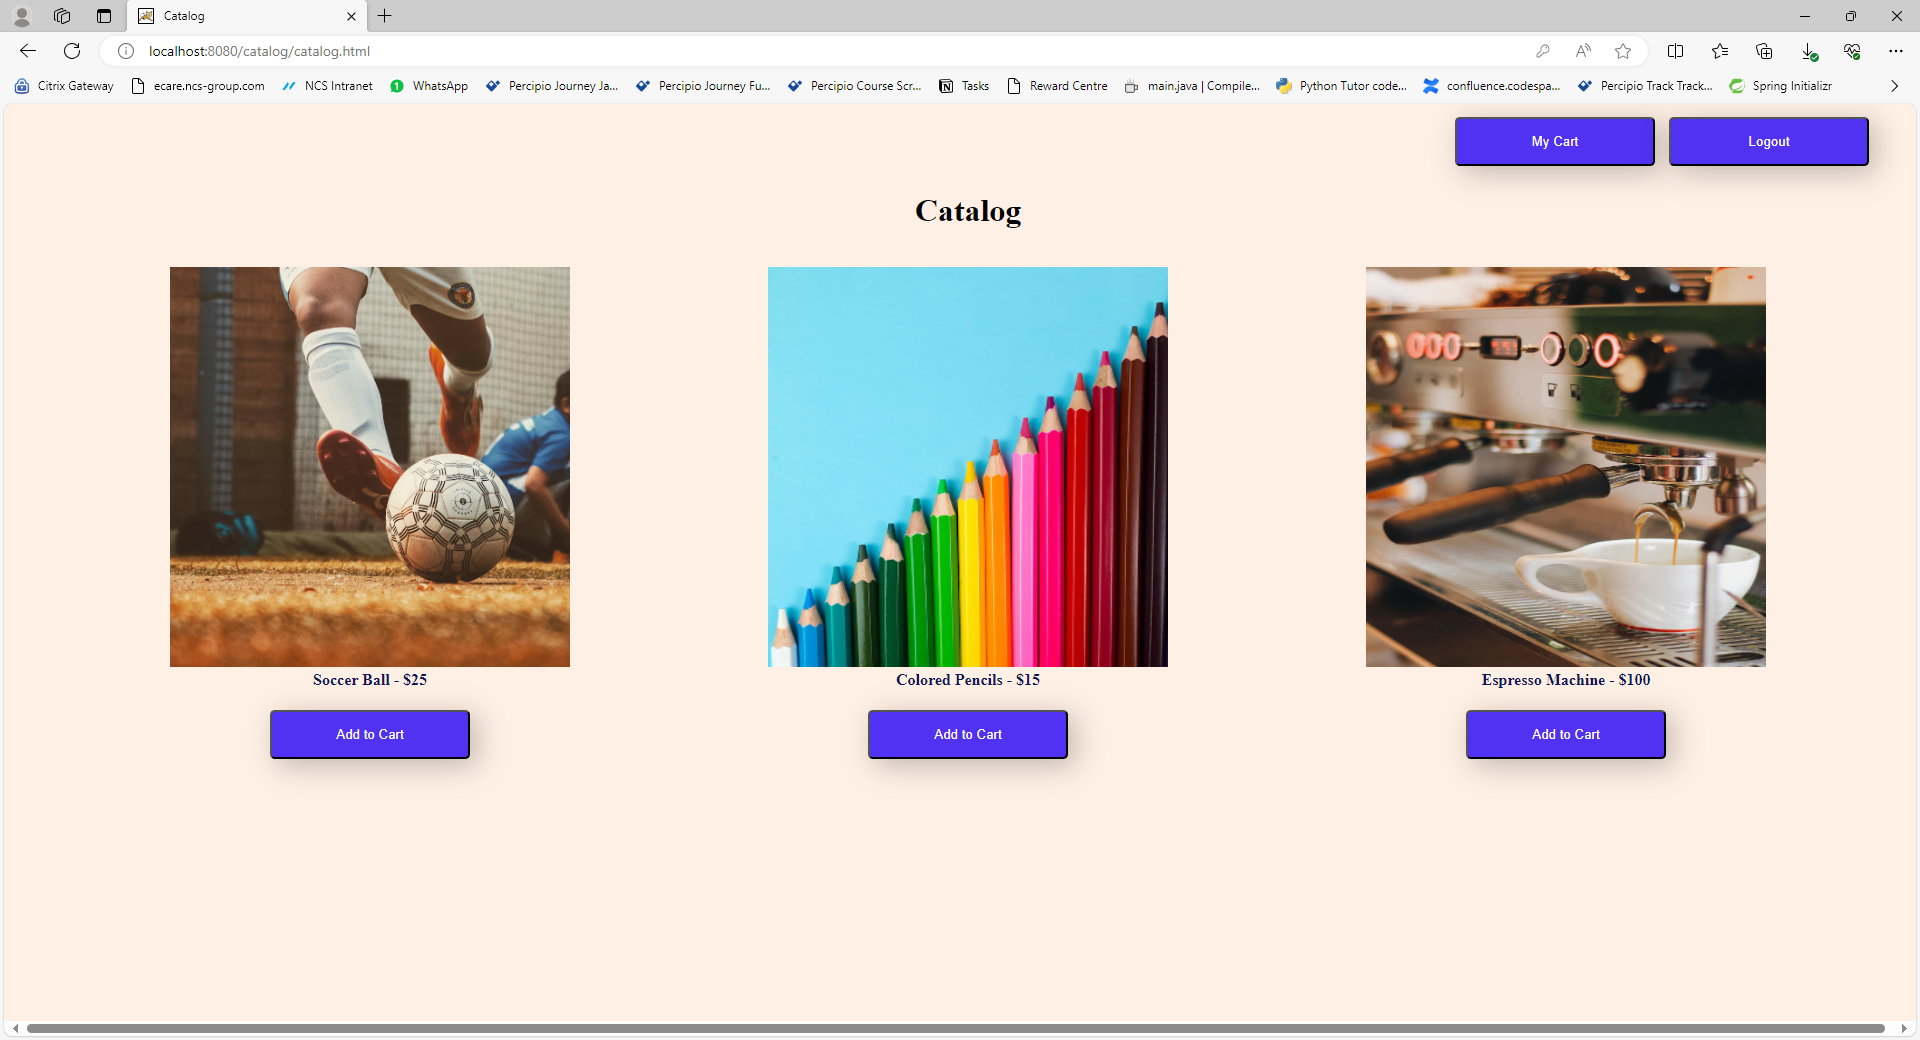 Catalog
localhost:8080/catalog/catalog.html
Citrix Gateway ecare.ncs-group.com NCS Intranet WhatsApp Percipio Journey Ja... Percipio Journey Fu... Percipio Course Scr... Tasks Reward Centre main.java | Compile... Python Tutor code... confluence.codespa... Percipio Track Track... Spring Initializr
My Cart Logout
Catalog
Soccer Ball - $25 Colored Pencils - $15 Espresso Machine - $100
Add to Cart Add to Cart Add to Cart